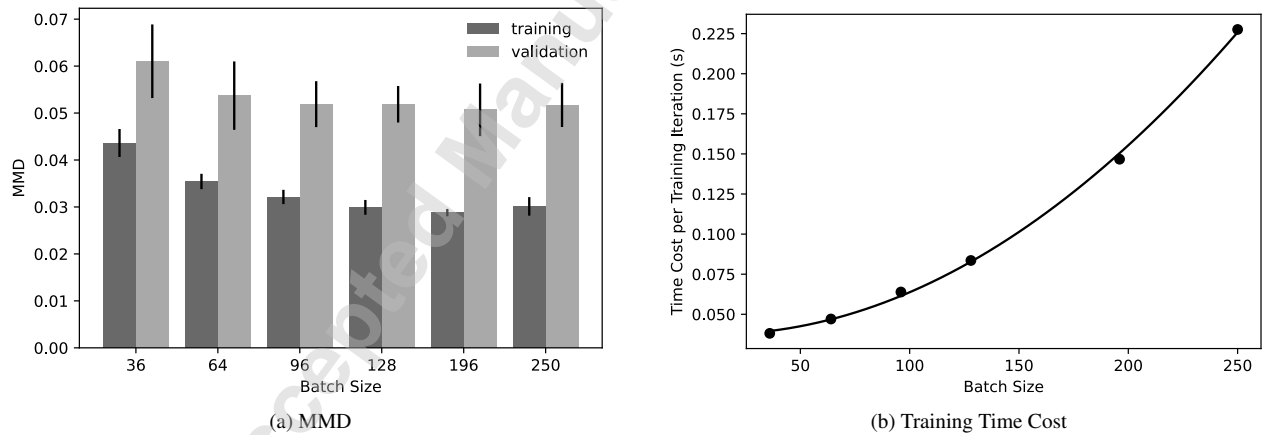 0.07
0.06
0.05
0.04
0.03
0.02
0.01
0.00
MMD
training
validation
36 64 96 128 196 250
Batch Size
(a) MMD
0.225
0.200
0.175
0.150
0.125
0.100
0.075
0.050
Time Cost per Training Iteration (s)
50 100 150 200 250
Batch Size
(b) Training Time Cost
cepted Manu